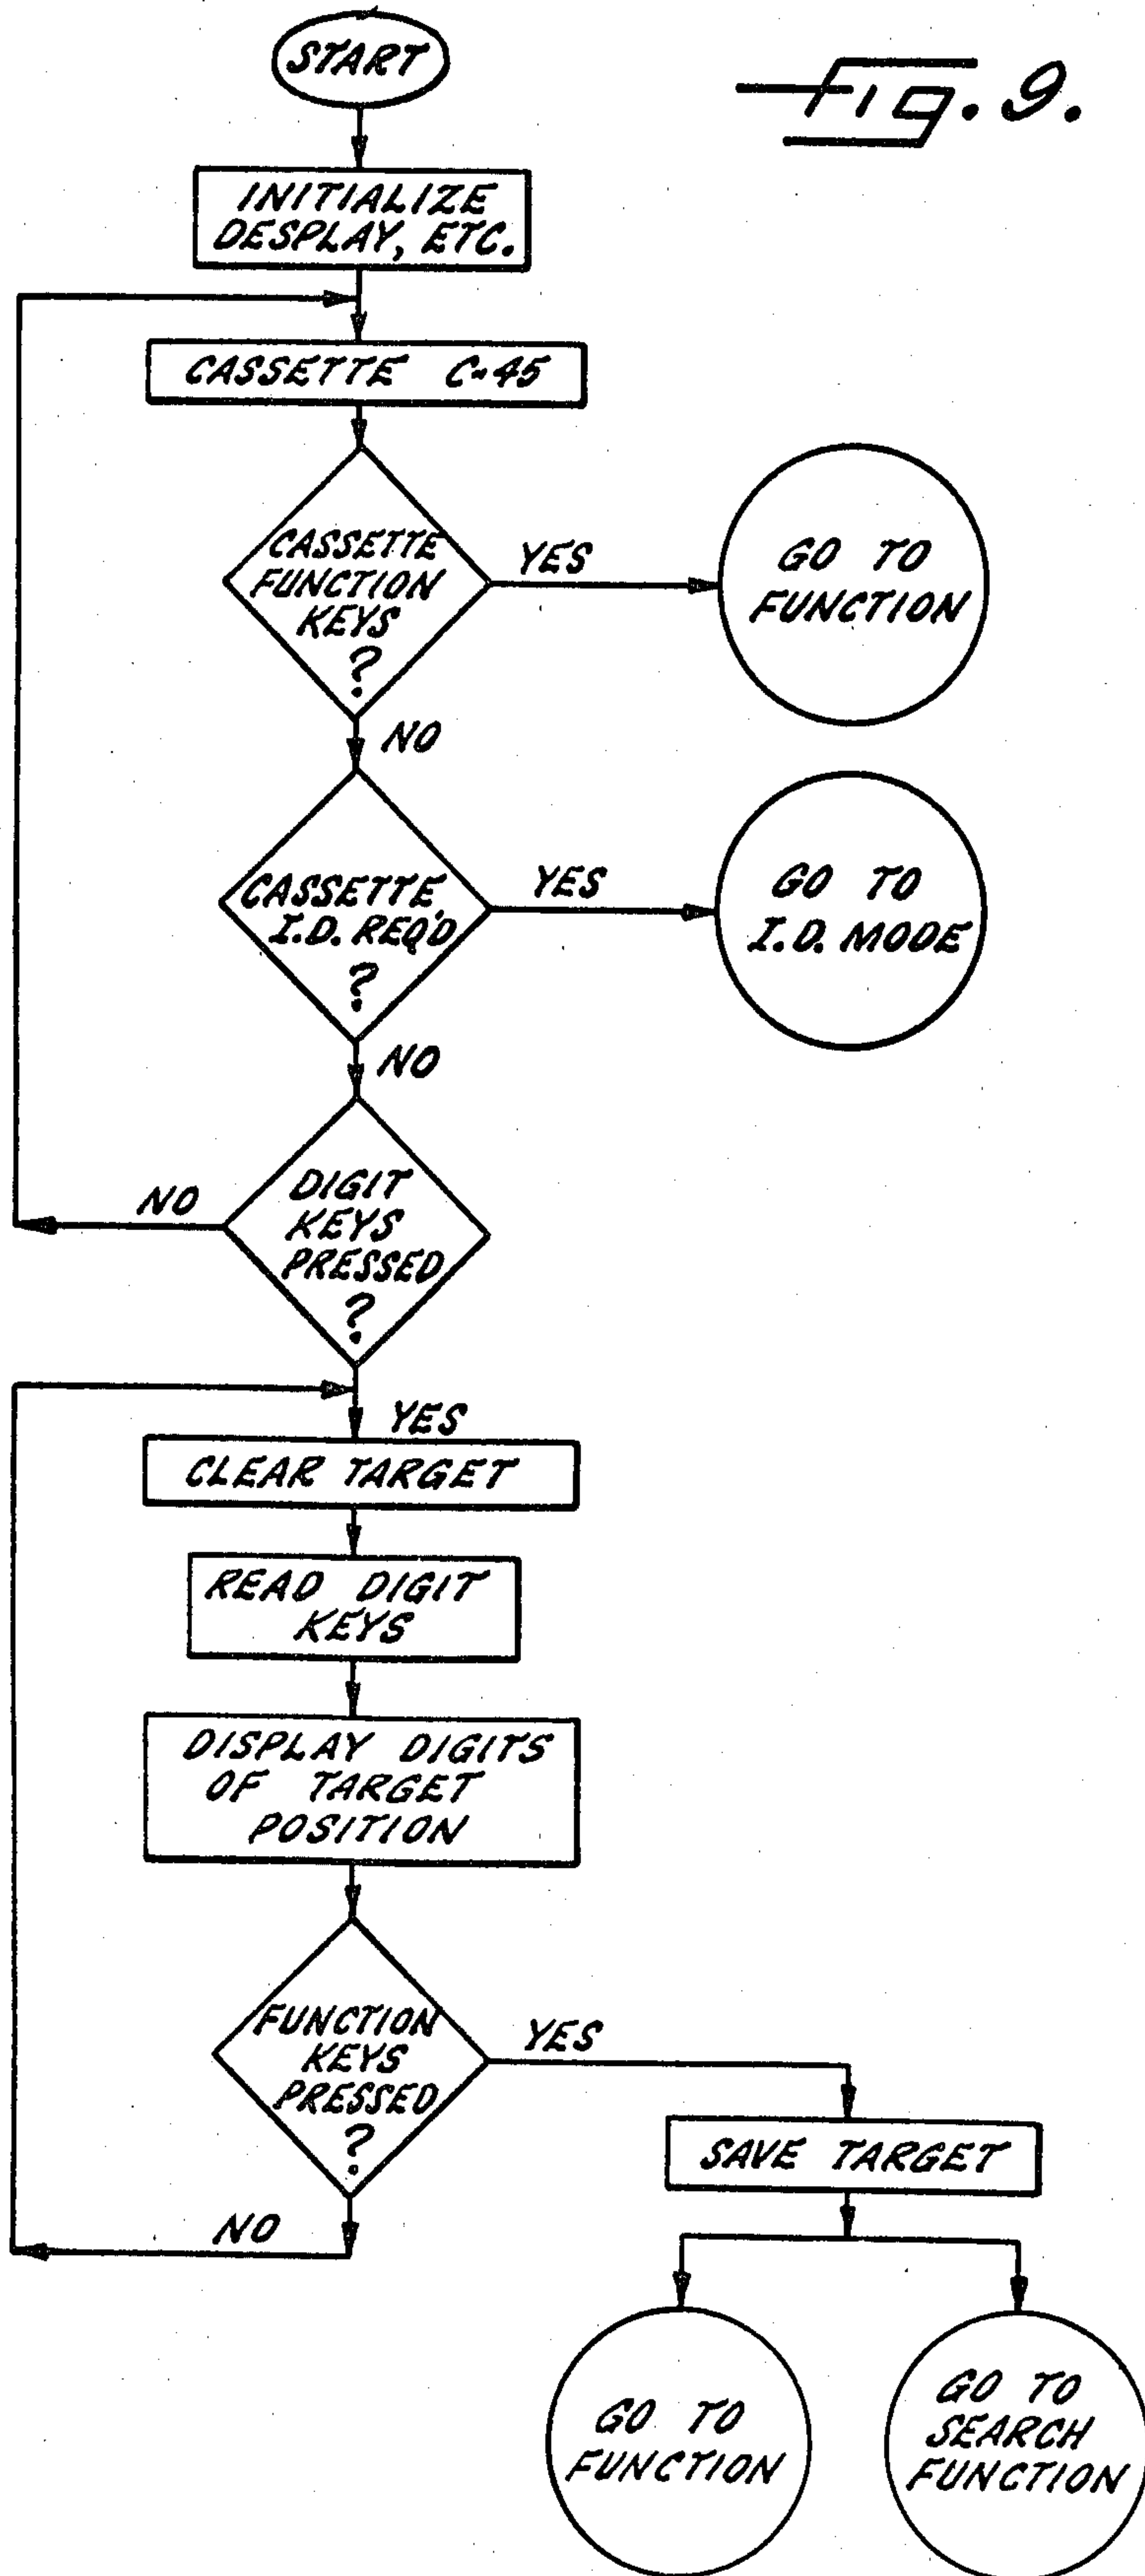 START
Fig. 9.
INITIALIZE
DESPLAY, ETC.
CASSETTE C-45
CASSETTE
FUNCTION
KEYS
?
YES
GO TO
FUNCTION
NO
CASSETTE
I.D. REQ'D
?
YES
GO TO
I.D. MODE
NO
DIGIT
KEYS
PRESSED
?
NO
YES
CLEAR TARGET
READ DIGIT
KEYS
DISPLAY DIGITS
OF TARGET
POSITION
FUNCTION
KEYS
PRESSED
?
YES
NO
SAVE TARGET
GO TO
FUNCTION
GO TO
SEARCH
FUNCTION